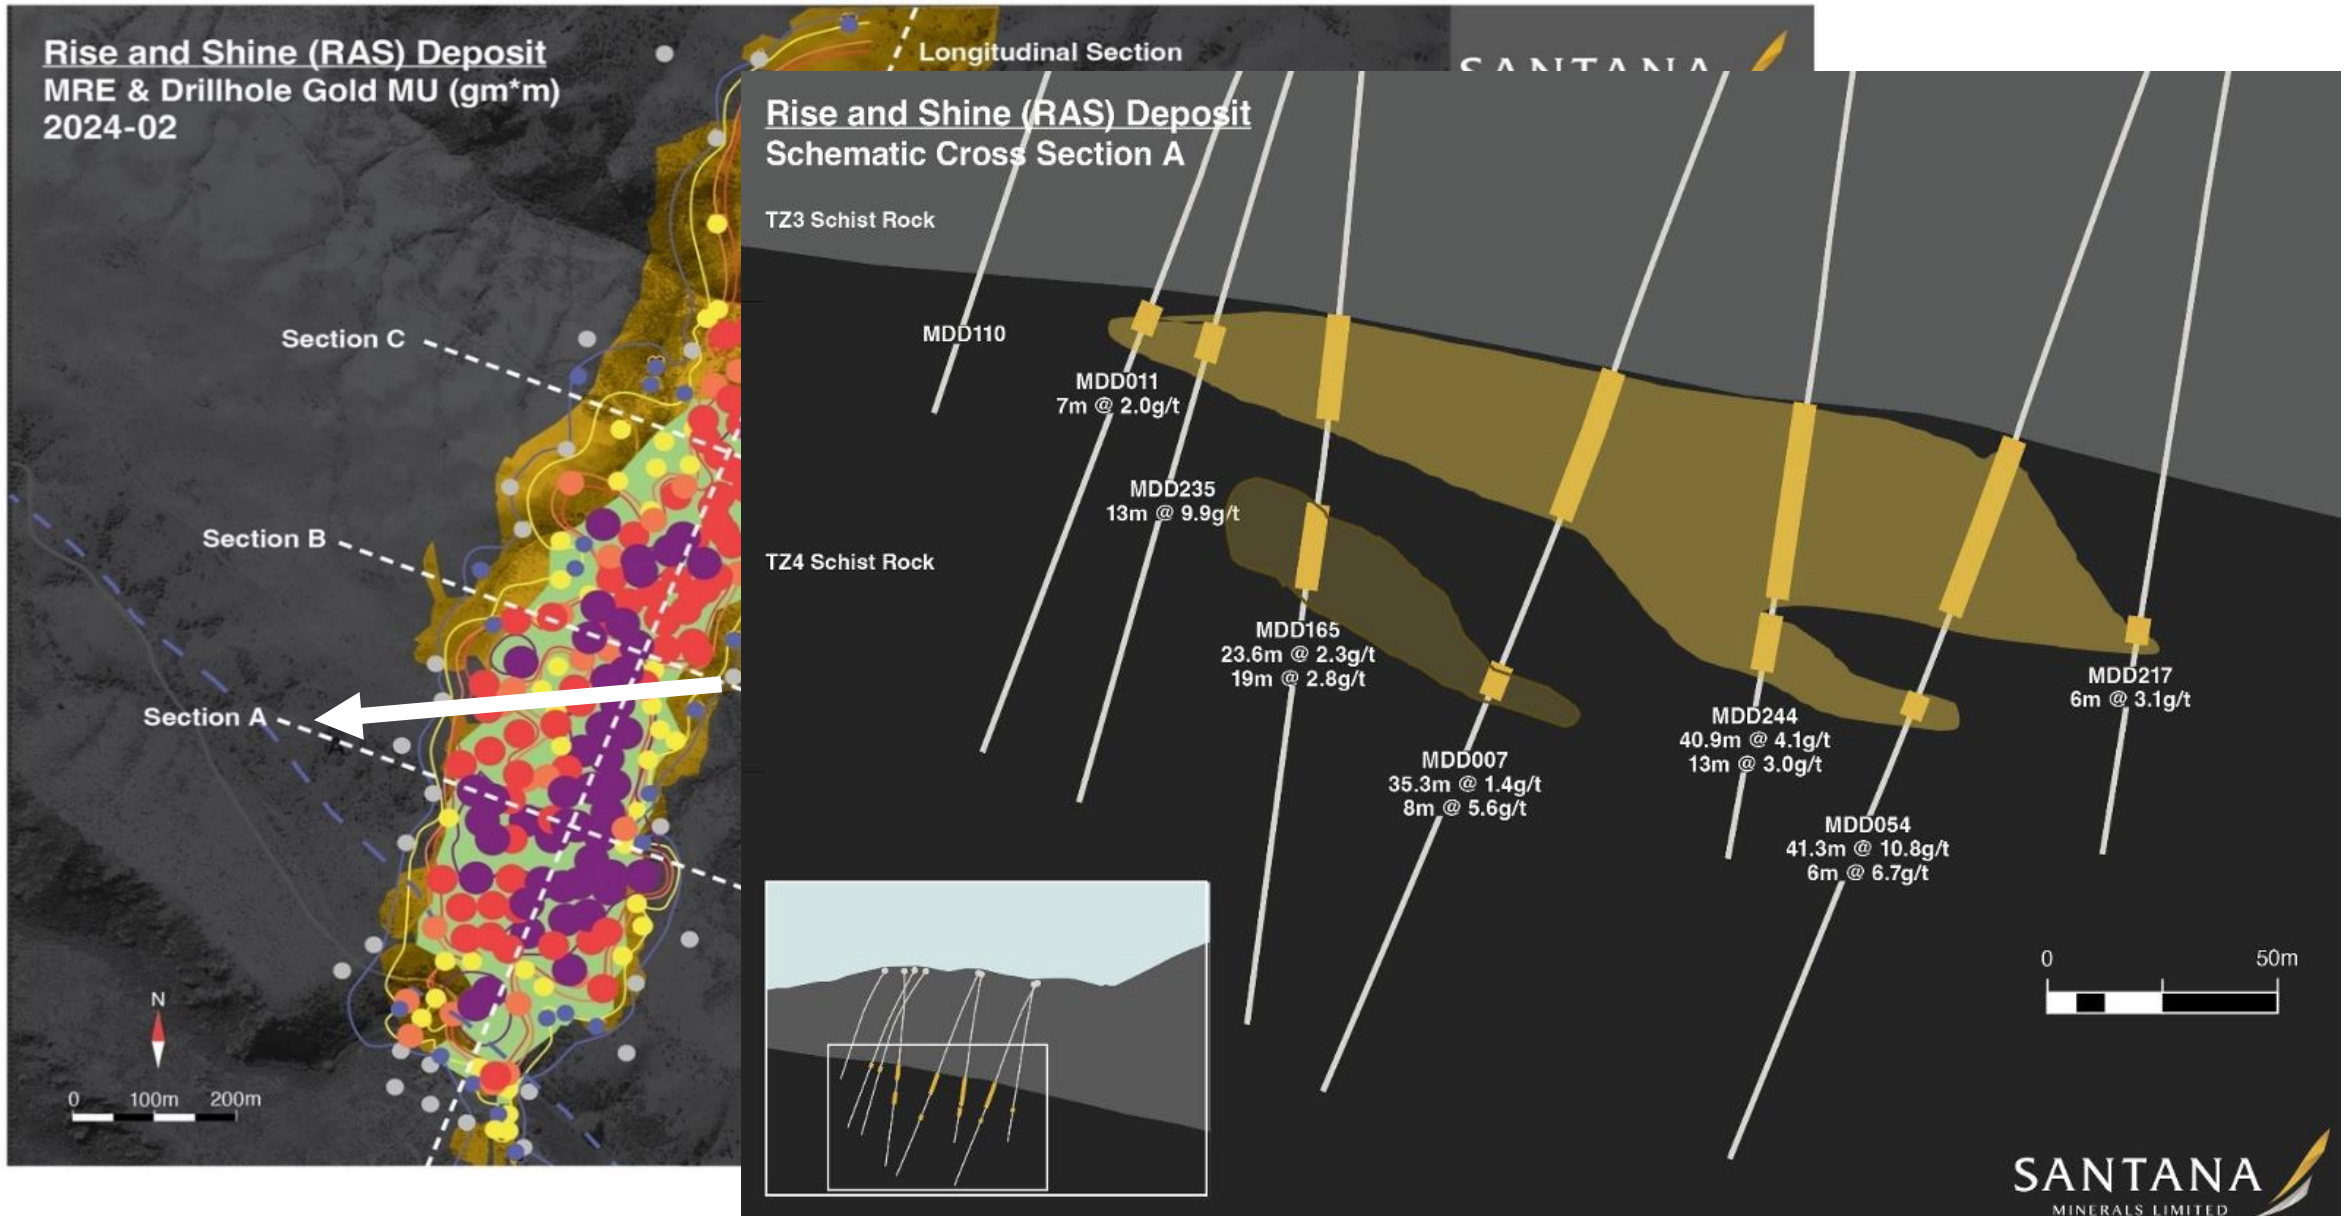 Rise and Shine (RAS) Deposit
MRE & Drillhole Gold MU (gm*m)
2024-02
Longitudinal Section
SANTANA
Section C
Section B
Section A
A
N
0 100m 200m
Rise and Shine (RAS) Deposit
Schematic Cross Section A
TZ3 Schist Rock
MDD110
MDD011
7m @ 2.0g/t
MDD235
13m @ 9.9g/t
TZ4 Schist Rock
MDD165
23.6m @ 2.3g/t
19m @ 2.8g/t
MDD007
35.3m @ 1.4g/t
8m @ 5.6g/t
MDD244
40.9m @ 4.1g/t
13m @ 3.0g/t
MDD054
41.3m @ 10.8g/t
6m @ 6.7g/t
MDD217
6m @ 3.1g/t
0 50m
SANTANA
MINERALS LIMITED